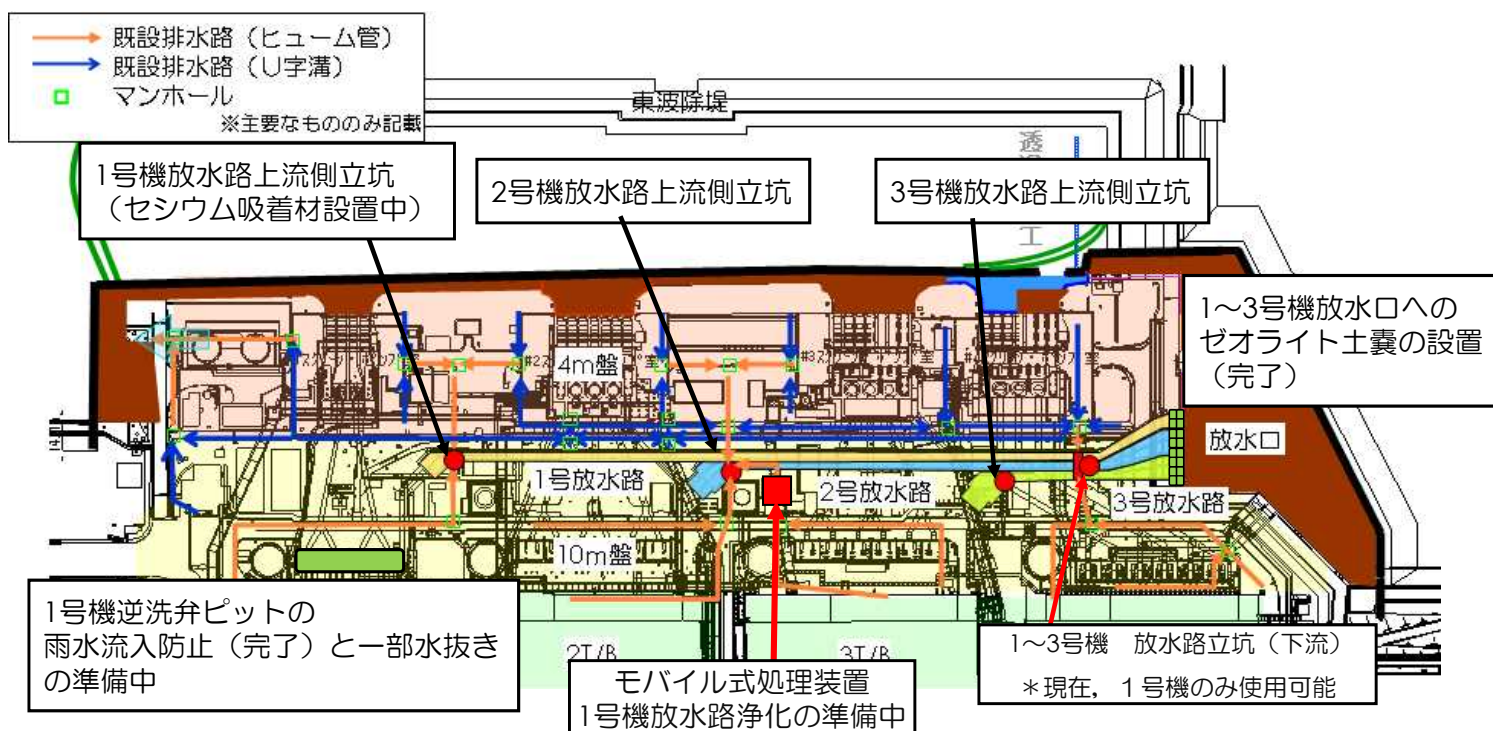 既設排水路（ヒューム管）
既設排水路（U字溝）
マンホール
※主要なもののみ記載
東波除堤
1号機放水路上流側立坑
（セシウム吸着材設置中）
2号機放水路上流側立坑
3号機放水路上流側立坑
1～3号機放水口への
ゼオライト土嚢の設置
（完了）
4m盤
放水口
1号放水路
2号放水路
3号放水路
10m盤
1号機逆洗弁ピットの
雨水流入防止（完了）と一部水抜き
の準備中
2T/B
3T/B
モバイル式処理装置
1号機放水路浄化の準備中
1～3号機　放水路立坑（下流）
＊現在，１号機のみ使用可能